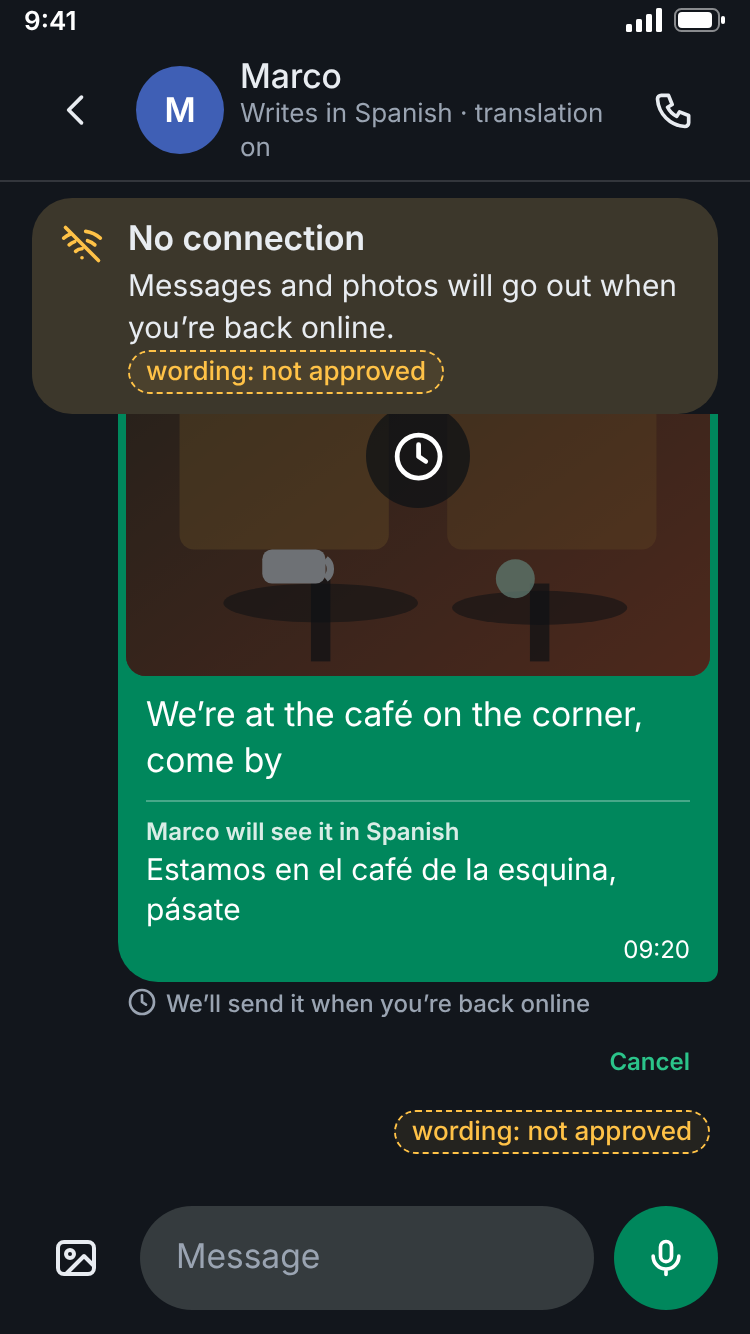 9:41
Marco
M
Writes in Spanish · translation
on
No connection
Messages and photos will go out when
you’re back online.
wording: not approved
We’re at the café on the corner,
come by
Marco will see it in Spanish
Estamos en el café de la esquina,
pásate
09:20
We’ll send it when you’re back online
Cancel
wording: not approved
Message